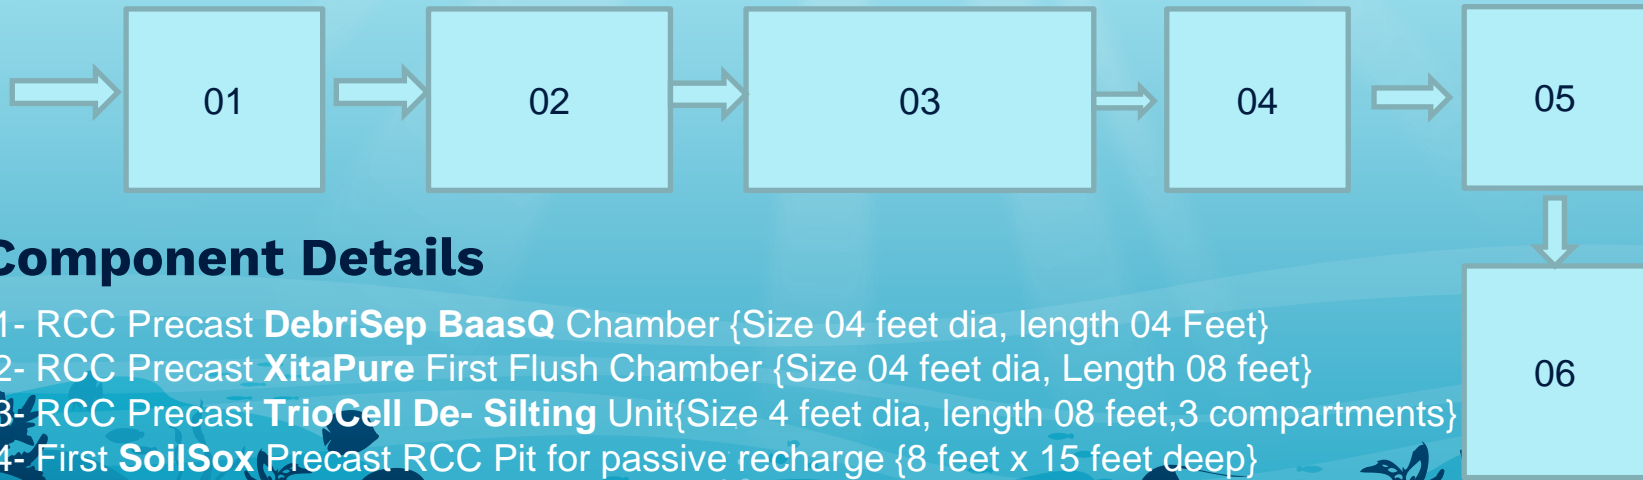 01
02
03
04
05
06
Component Details
1- RCC Precast DebriSep BaasQ Chamber {Size 04 feet dia, length 04 Feet}
2- RCC Precast XitaPure First Flush Chamber {Size 04 feet dia, Length 08 feet}
3- RCC Precast TrioCell De- Silting Unit{Size 4 feet dia, length 08 feet,3 compartments}
4- First SoilSox Precast RCC Pit for passive recharge {8 feet x 15 feet deep}